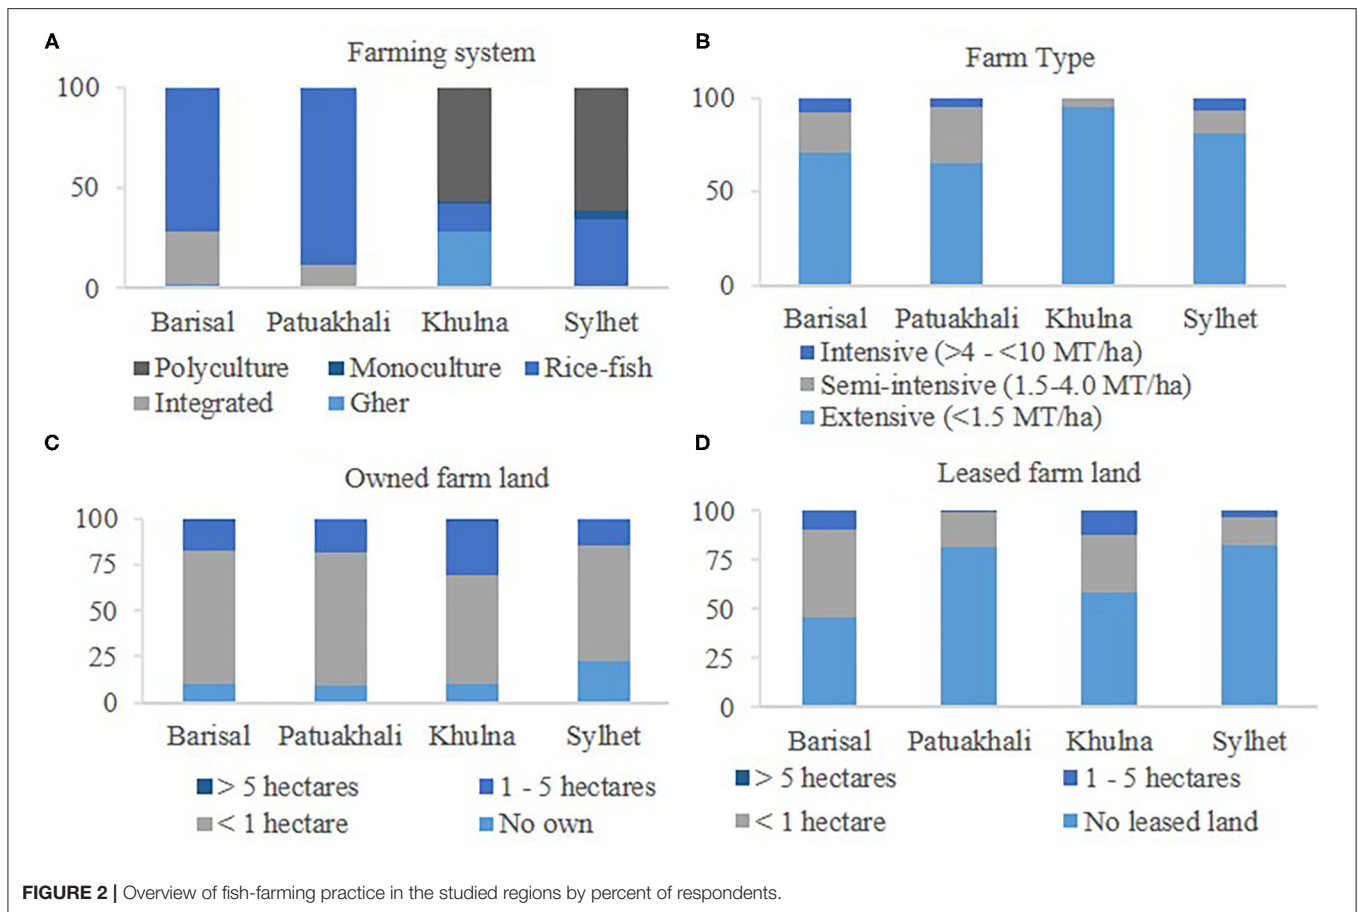 A
Farming system
100
50
0
Barisal Patuakhali Khulna Sylhet
Polyculture Monoculture Rice-fish
Integrated Gher
B
Farm Type
100
50
0
Barisal Patuakhali Khulna Sylhet
Intensive (>4 - <10 MT/ha)
Semi-intensive (1.5-4.0 MT/ha)
Extensive (<1.5 MT/ha)
C
Owned farm land
100
75
50
25
0
Barisal Patuakhali Khulna Sylhet
> 5 hectares 1 - 5 hectares
< 1 hectare No own
D
Leased farm land
100
75
50
25
0
Barisal Patuakhali Khulna Sylhet
> 5 hectares 1 - 5 hectares
< 1 hectare No leased land
FIGURE 2 | Overview of fish-farming practice in the studied regions by percent of respondents.